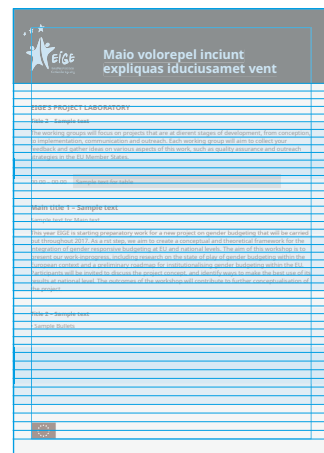 EIGE
Maio volorepel inciunt
expliquas iduciusamet vent
EIGE'S PROJECT LABORATORY
Title 2 - Sample text
The working groups will focus on projects that are at dierent stages of development, from conception,
to implementation, communication and outreach. Each working group will aim to collect your
feedback and gather ideas on various aspects of this work, such as quality assurance and outreach
strategies in the EU Member States.
Sample text for table
Main title 1 – Sample text
Sample text for Main text
This year EIGE is starting preparatory work for a new project on gender budgeting that will be carried
out throughout 2017. As a rst step, we aim to create a conceptual and theoretical framework for the
integration of gender responsive budgeting at EU and national levels. The aim of this workshop is to
present our work-inprogress, including research on the state of play of gender budgeting within the
European context and a preliminary roadmap for institutionalising gender budgeting within the EU.
Participants will be invited to discuss the project concept, and identify ways to make the best use of its
results at national level. The outcomes of the workshop will contribute to further conceptualisation of
the project.
Title 2 – Sample text
• Sample Bullets